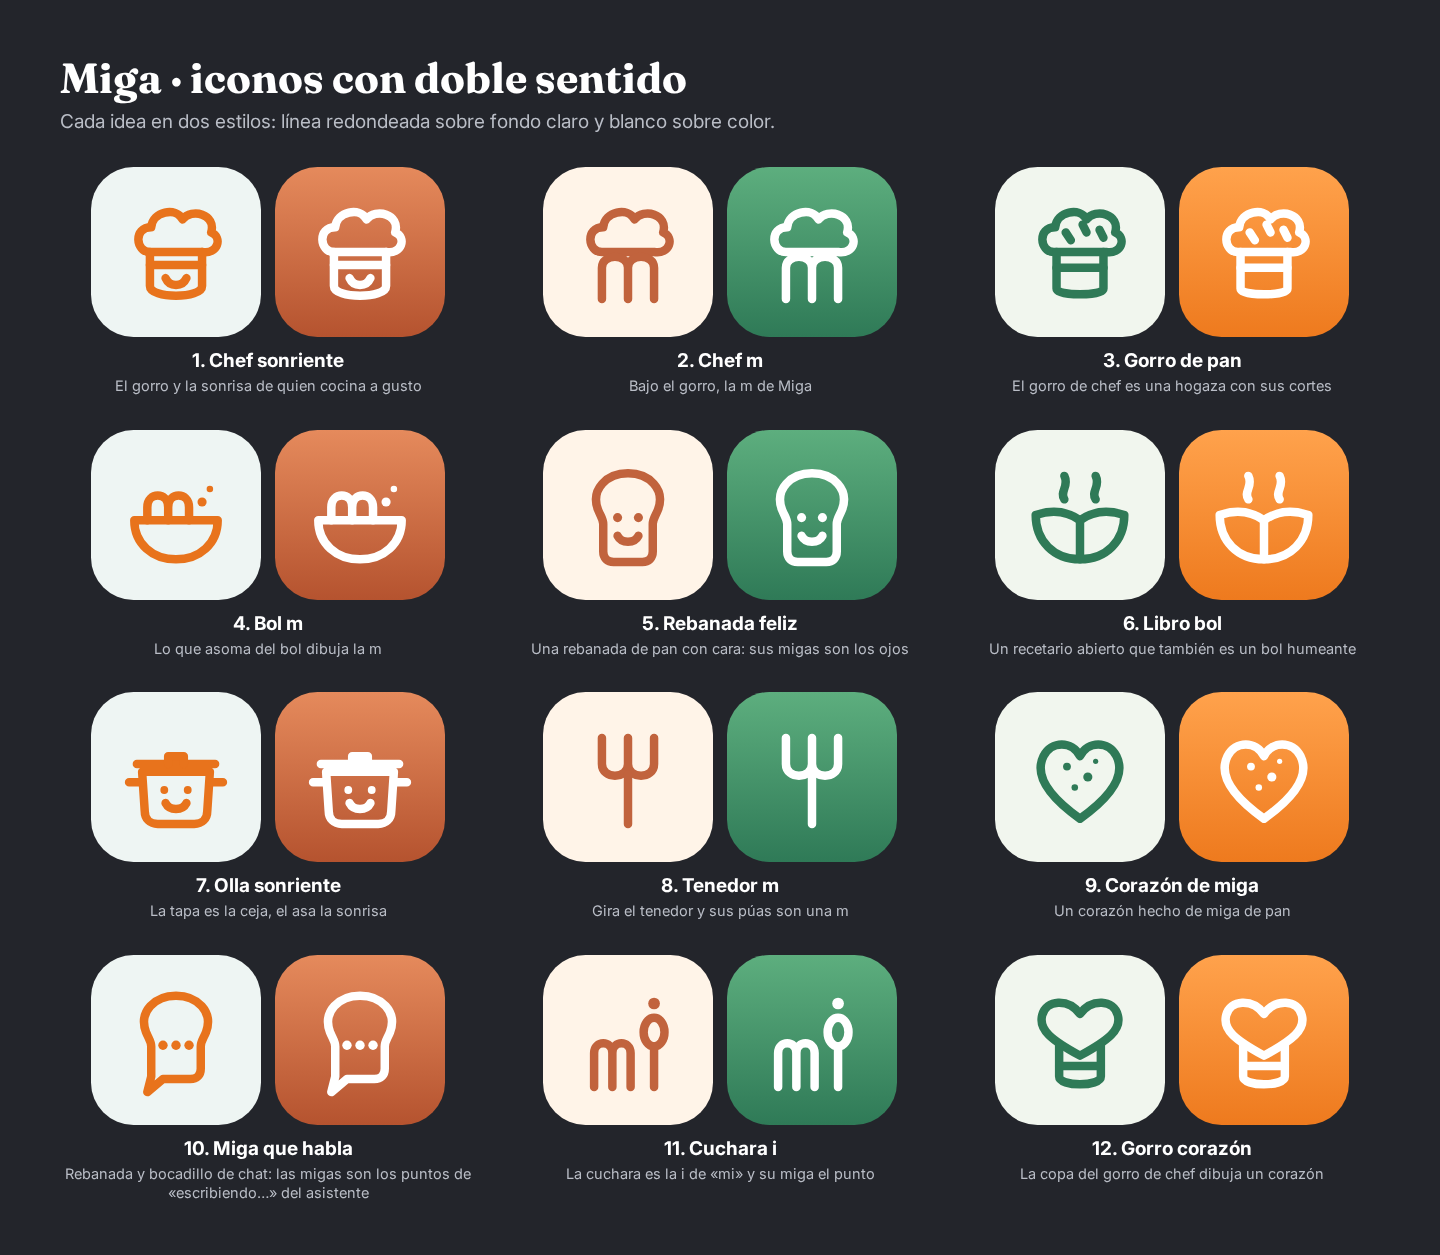 Miga · iconos con doble sentido
Cada idea en dos estilos: línea redondeada sobre fondo claro y blanco sobre color.
1. Chef sonriente
El gorro y la sonrisa de quien cocina a gusto
2. Chef m
Bajo el gorro, la m de Miga
3. Gorro de pan
El gorro de chef es una hogaza con sus cortes
4. Bol m
Lo que asoma del bol dibuja la m
5. Rebanada feliz
Una rebanada de pan con cara: sus migas son los ojos
6. Libro bol
Un recetario abierto que también es un bol humeante
7. Olla sonriente
La tapa es la ceja, el asa la sonrisa
8. Tenedor m
Gira el tenedor y sus púas son una m
9. Corazón de miga
Un corazón hecho de miga de pan
10. Miga que habla
Rebanada y bocadillo de chat: las migas son los puntos de
«escribiendo…» del asistente
mi
mi
11. Cuchara i
La cuchara es la i de «mi» y su miga el punto
12. Gorro corazón
La copa del gorro de chef dibuja un corazón